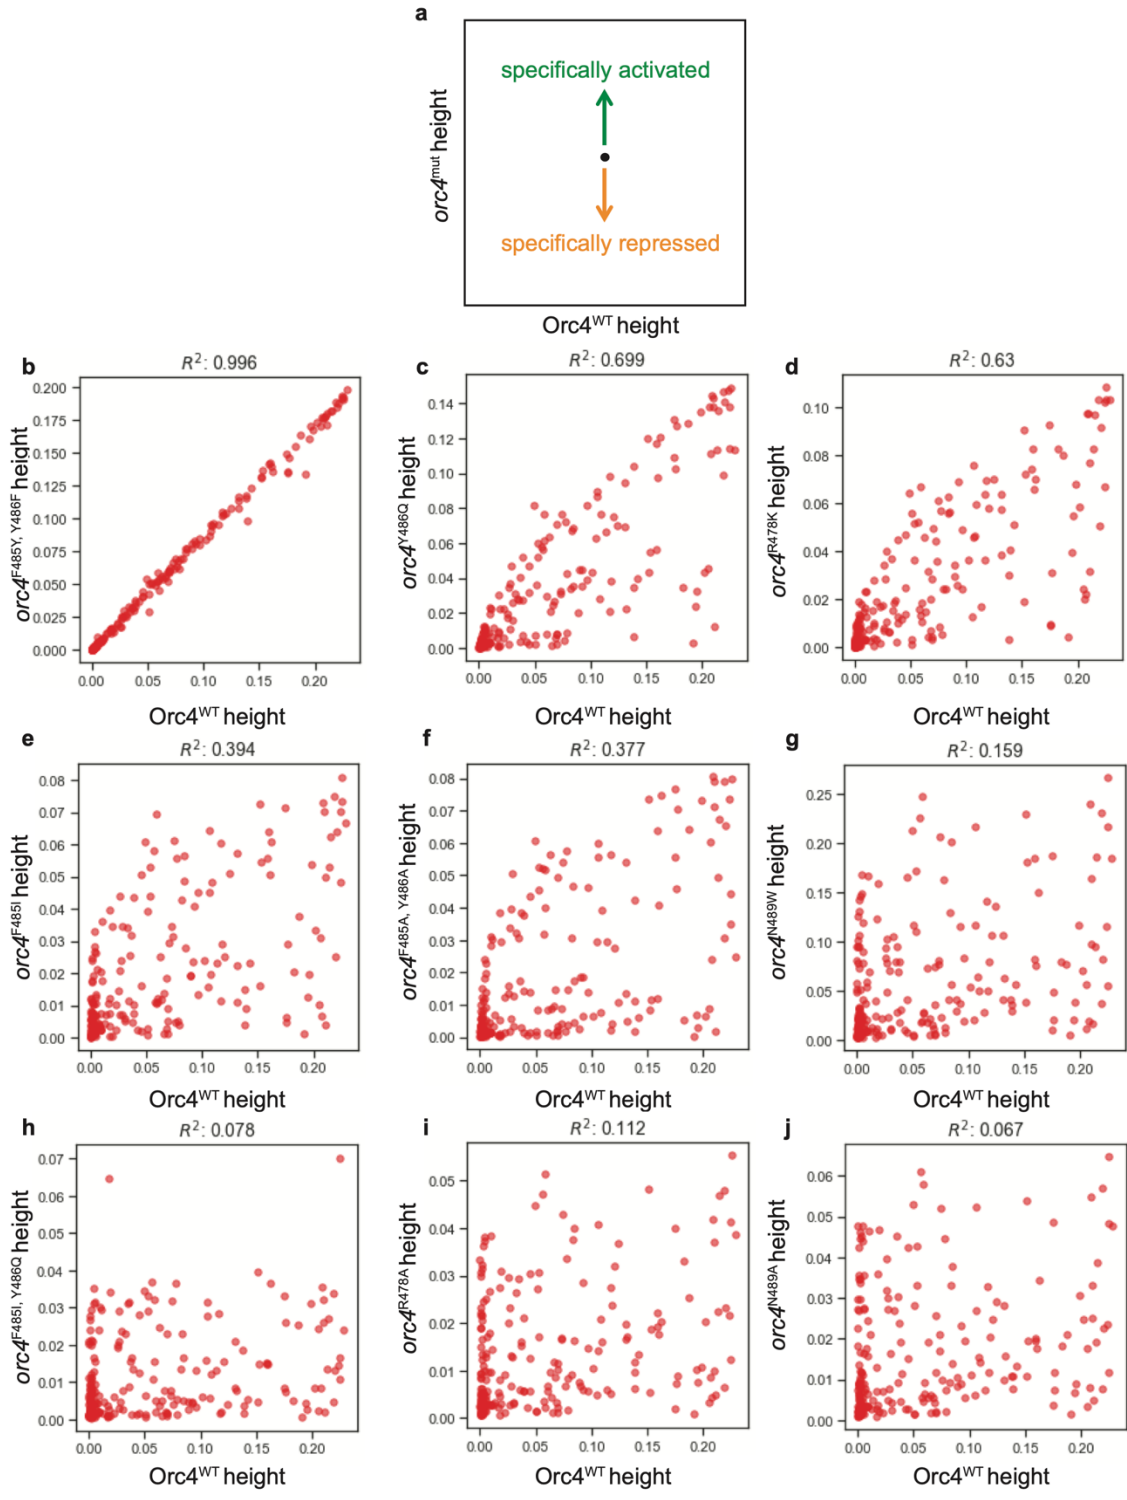 a
specifically activated
specifically repressed
orc4mut height
Orc4WT height
b
R2: 0.996
0.200
0.175
0.150
0.125
0.100
0.075
0.050
0.025
0.000
0.00 0.05 0.10 0.15 0.20
orc4F485Y, Y486F height
Orc4WT height
c
R2: 0.699
0.14
0.12
0.10
0.08
0.06
0.04
0.02
0.00
0.00 0.05 0.10 0.15 0.20
orc4Y486Q height
Orc4WT height
d
R2: 0.63
0.10
0.08
0.06
0.04
0.02
0.00
0.00 0.05 0.10 0.15 0.20
orc4R478K height
Orc4WT height
e
R2: 0.394
0.08
0.07
0.06
0.05
0.04
0.03
0.02
0.01
0.00
0.00 0.05 0.10 0.15 0.20
orc4F485I height
Orc4WT height
f
R2: 0.377
0.08
0.07
0.06
0.05
0.04
0.03
0.02
0.01
0.00
0.00 0.05 0.10 0.15 0.20
orc4F485A, Y486A height
Orc4WT height
g
R2: 0.159
0.25
0.20
0.15
0.10
0.05
0.00
0.00 0.05 0.10 0.15 0.20
orc4N489W height
Orc4WT height
h
R2: 0.078
0.07
0.06
0.05
0.04
0.03
0.02
0.01
0.00
0.00 0.05 0.10 0.15 0.20
orc4F485I, Y486Q height
Orc4WT height
i
R2: 0.112
0.05
0.04
0.03
0.02
0.01
0.00
0.00 0.05 0.10 0.15 0.20
orc4R478A height
Orc4WT height
j
R2: 0.067
0.06
0.05
0.04
0.03
0.02
0.01
0.00
0.00 0.05 0.10 0.15 0.20
orc4N489A height
Orc4WT height